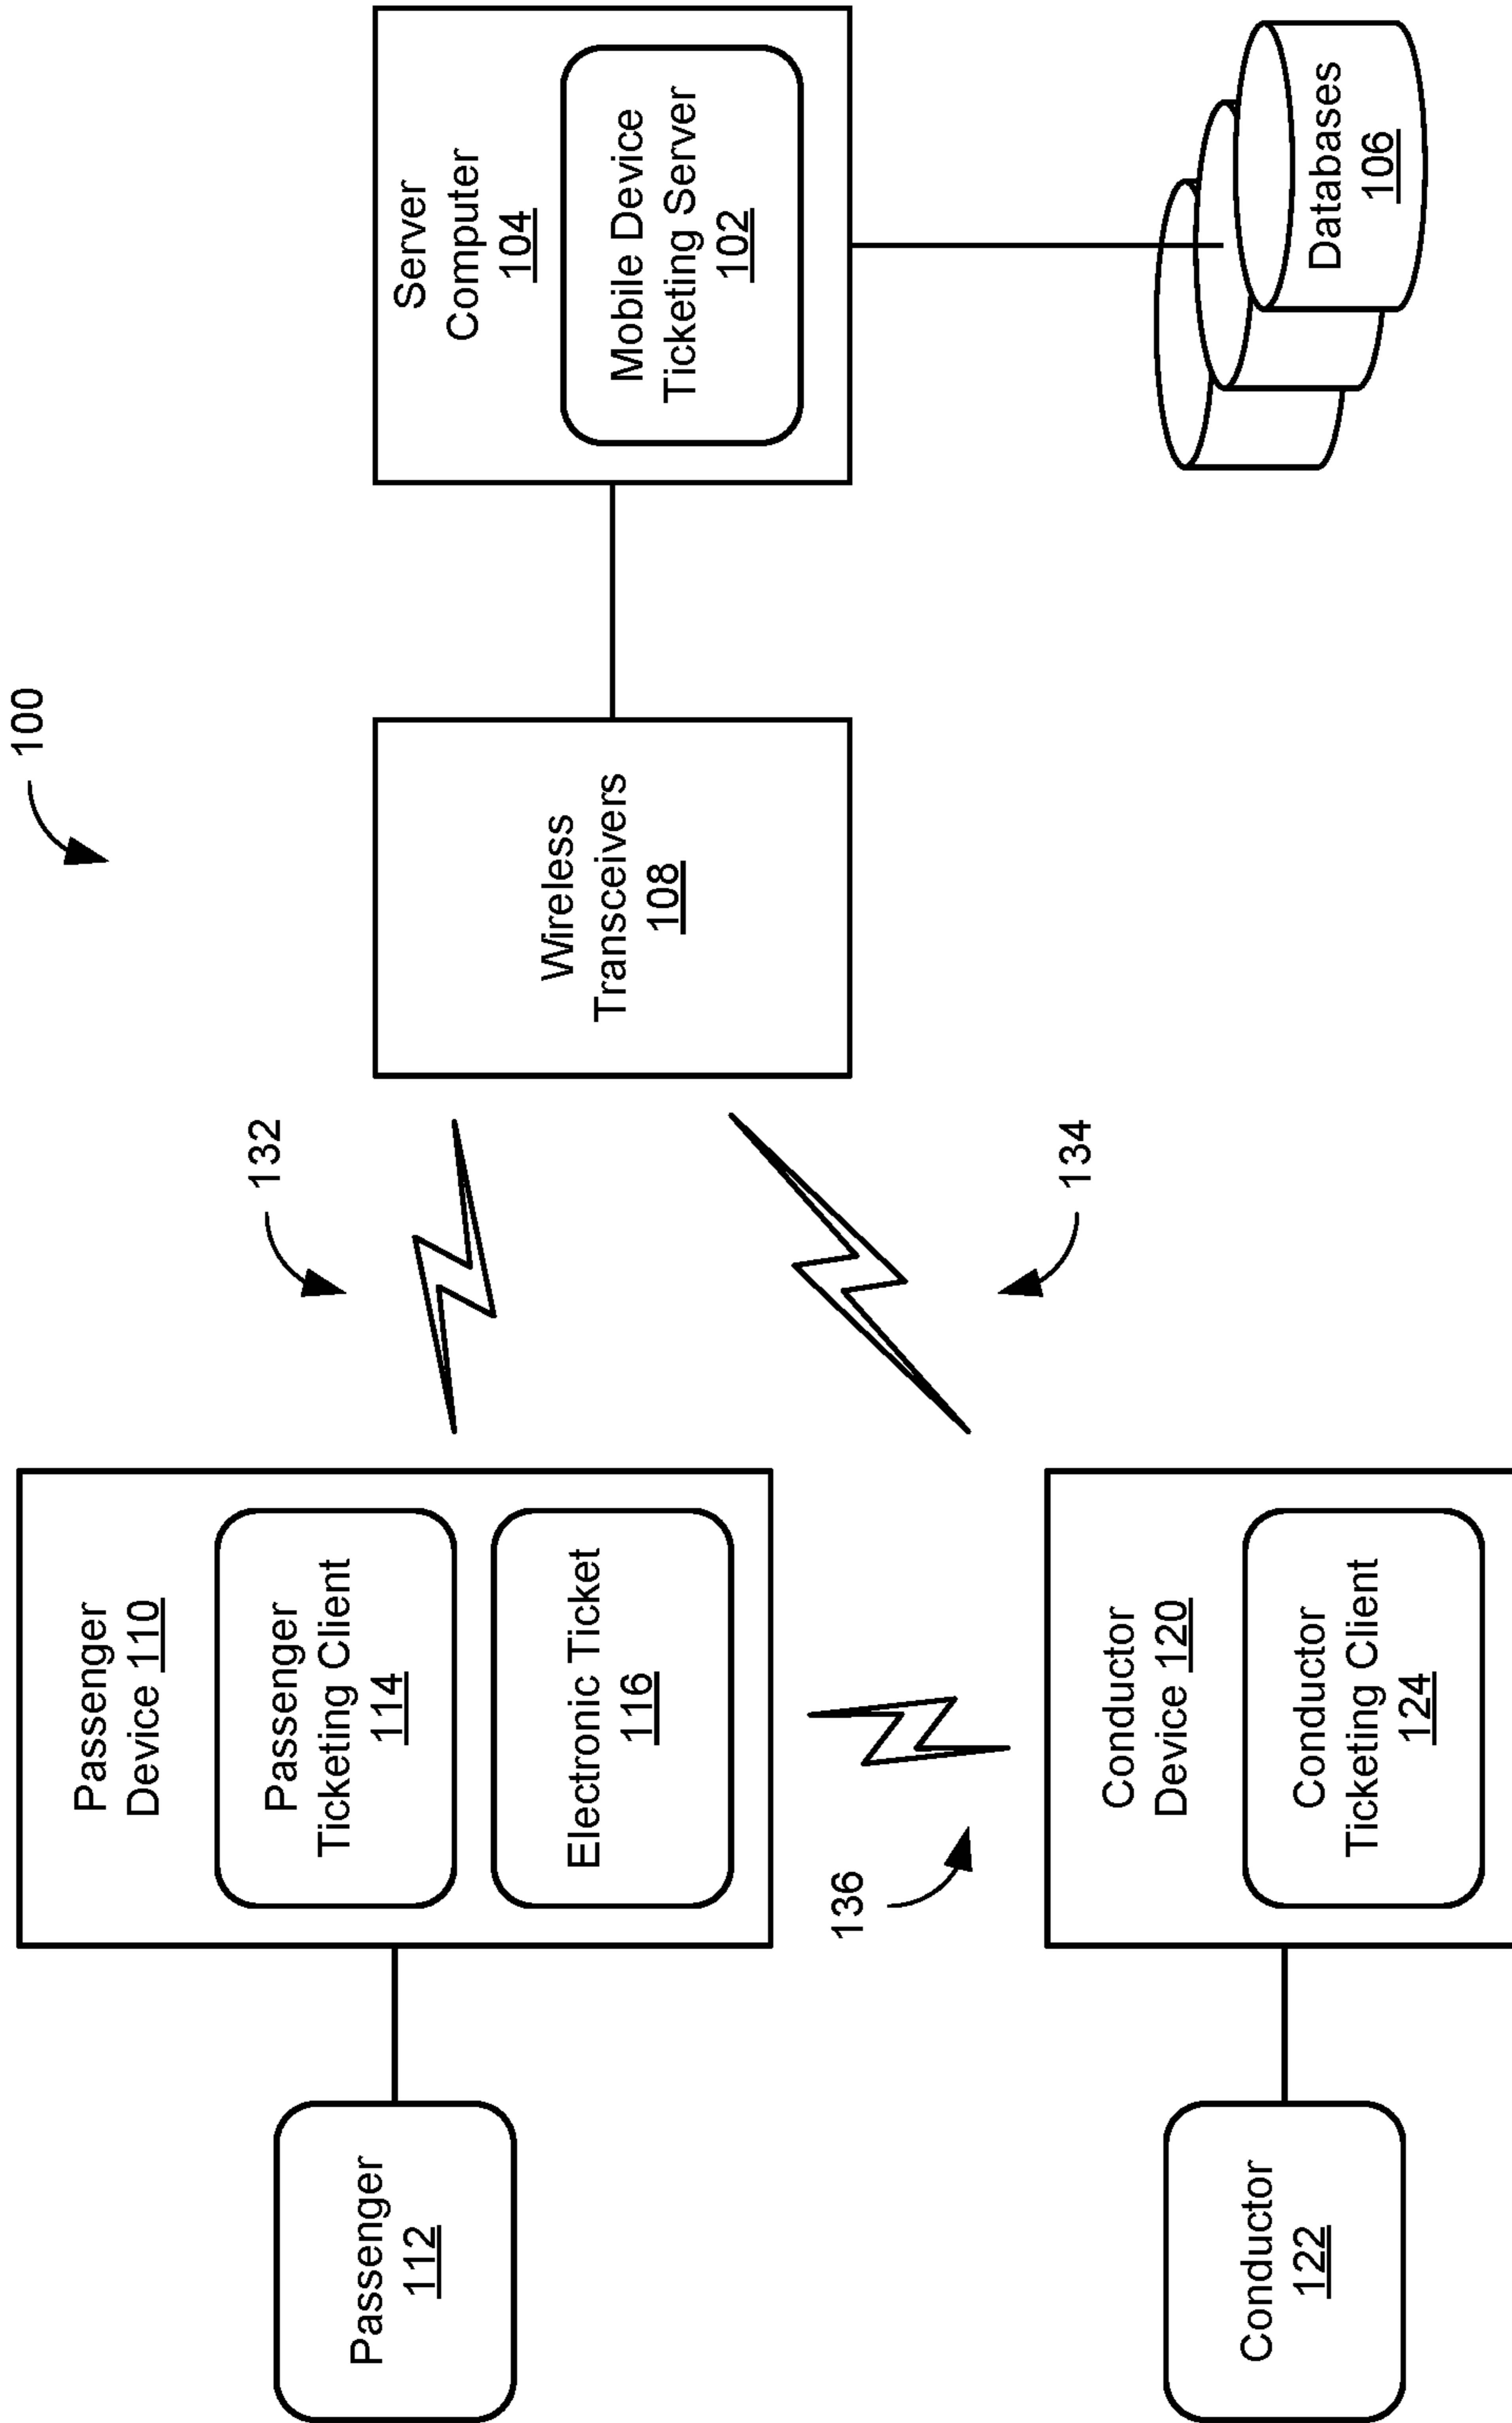 100
Passenger
112
Passenger
Device 110
Passenger
Ticketing Client
114
Electronic Ticket
116
132
Wireless
Transceivers
108
Server
Computer
104
Mobile Device
Ticketing Server
102
136
134
Conductor
122
Conductor
Device 120
Conductor
Ticketing Client
124
Databases
106